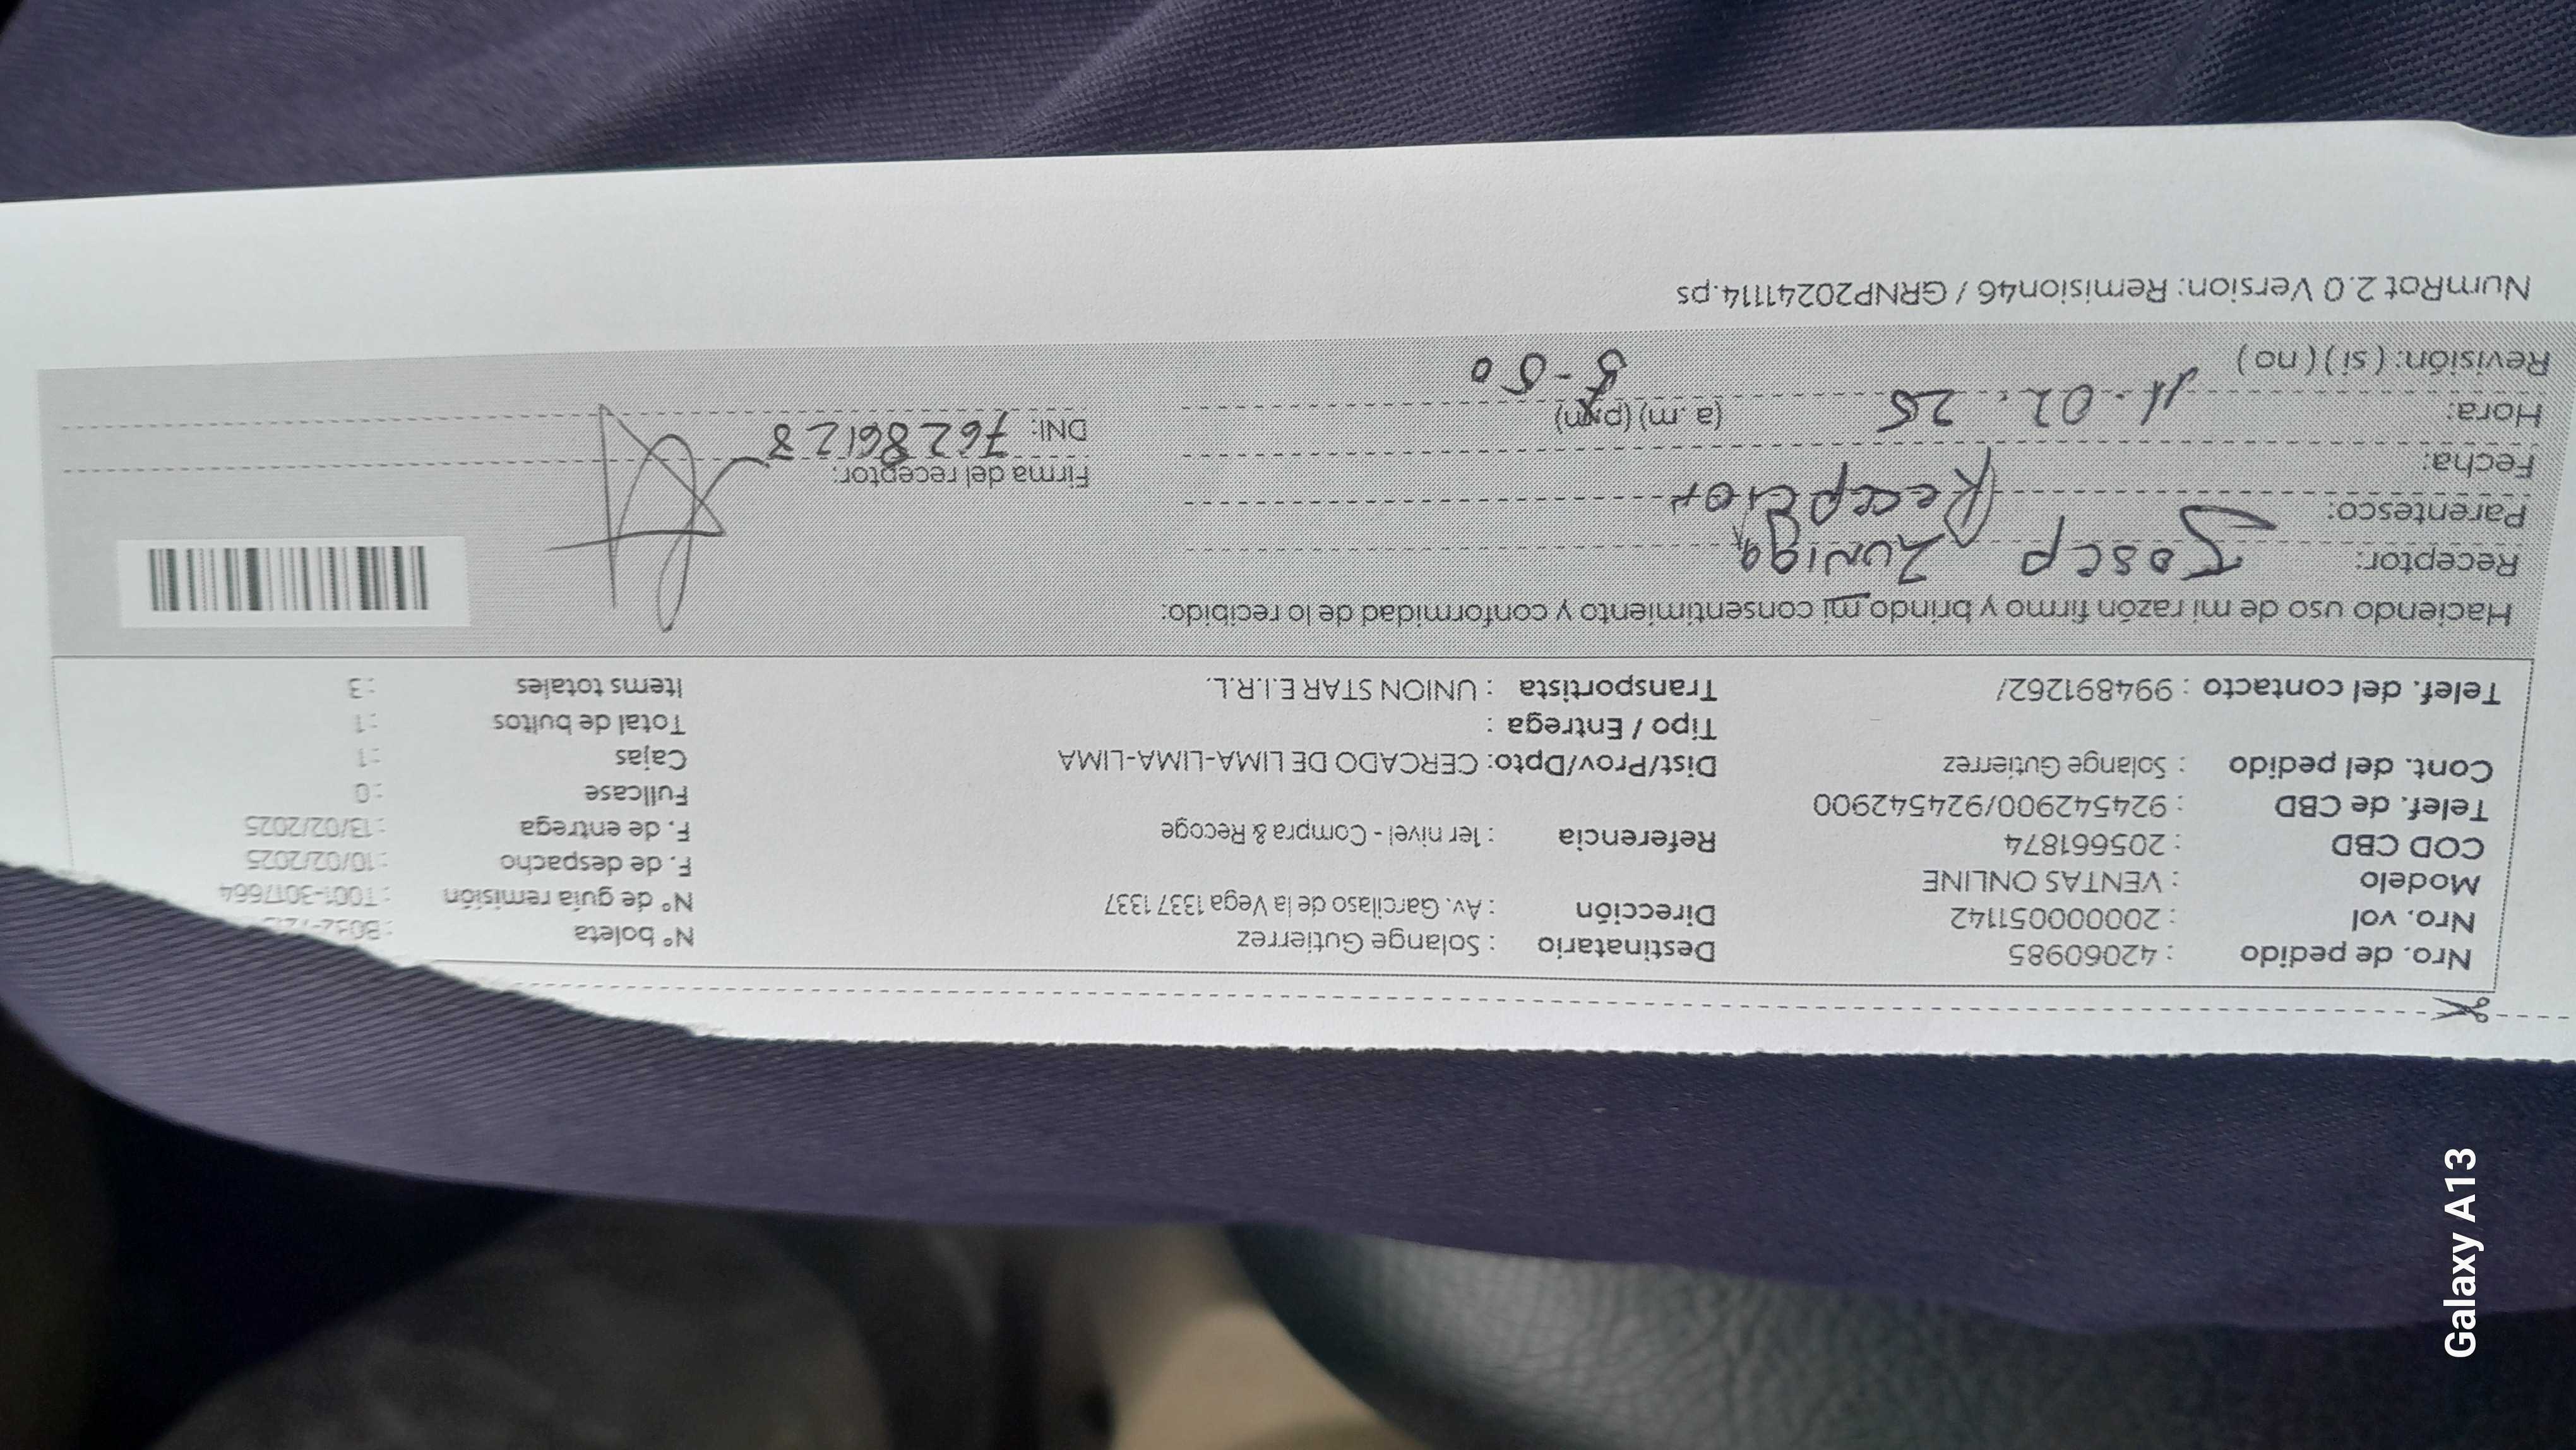 Nro. de pedido : 42060985 Destinatario : Solange Gutierrez N° boleta
Nro. vol : 20000051142 Dirección : Av. Garcilaso de la Vega 1337 1337 N° de guía remisión : T001-3017664
Modelo : VENTAS ONLINE F. de despacho : 10/02/2025
COD CBD : 205661874 Referencia : 1er nivel - Compra & Recoge F. de entrega : 13/02/2025
Telef. de CBD : 924542900/924542900 Fullcase : 0
Cont. del pedido : Solange Gutierrez Dist/Prov/Dpto: CERCADO DE LIMA-LIMA-LIMA Cajas : 1
Tipo / Entrega : Total de bultos : 1
Telef. del contacto : 994891262/ Transportista : UNION STAR E.I.R.L. Items totales : 3
Haciendo uso de mi razón firmo y brindo mi consentimiento y conformidad de lo recibido:
Receptor: Josep Zuniga
Parentesco: Recepcion
Fecha: 11-02.25 Firma del receptor:
Hora: (a. m) (p. m) 5-50 DNI: 76286128
Revisión: ( si ) ( no )
NumRot 2.0 Version: Remision46 / GRNP20241114.ps
Galaxy A13